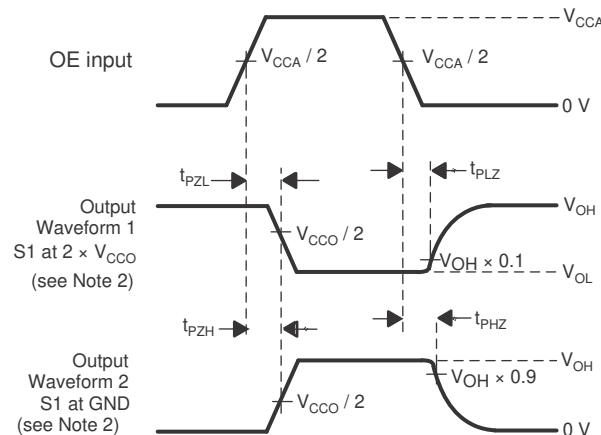 V_CCA
OE input
V_CCA / 2
V_CCA / 2
0 V
t_PZL
t_PLZ
Output
Waveform 1
S1 at 2 × V_CCO
(see Note 2)
V_OH
V_CCO / 2
V_OH × 0.1
V_OL
t_PZH
t_PHZ
Output
Waveform 2
S1 at GND
(see Note 2)
V_OH
V_OH × 0.9
V_CCO / 2
0 V